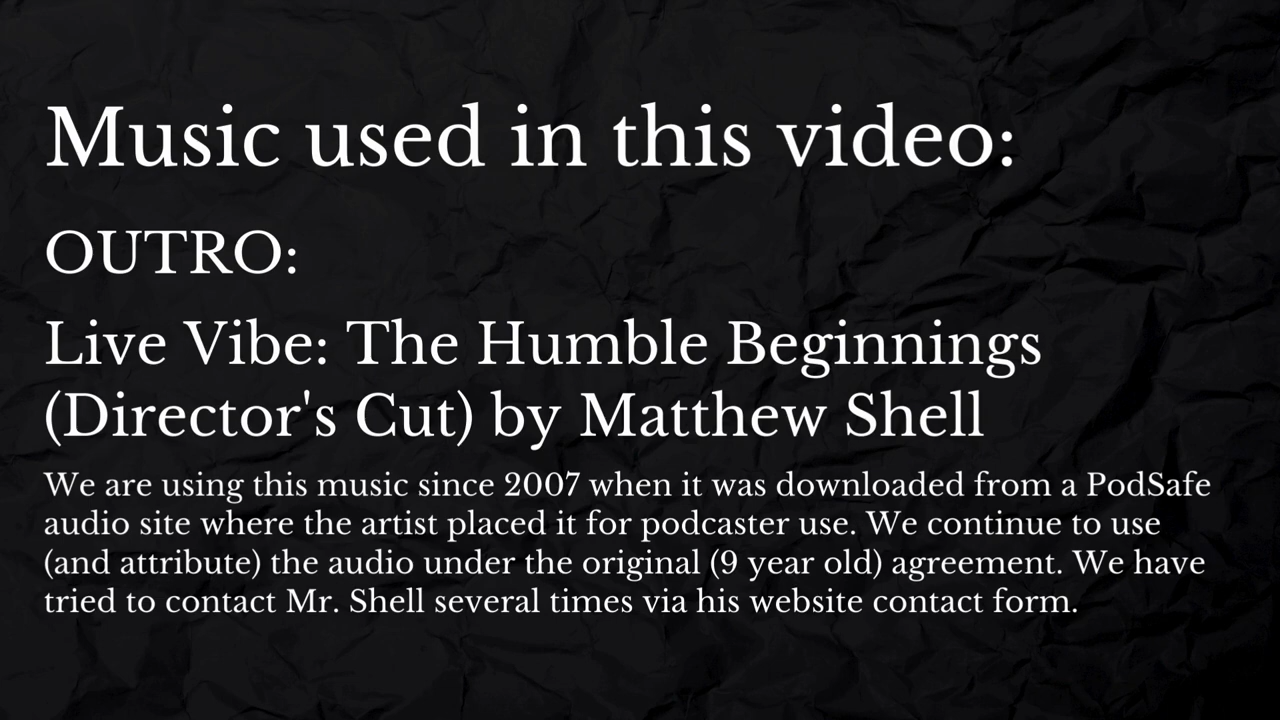 Music used in this video:
OUTRO:
Live Vibe: The Humble Beginnings
(Director's Cut) by Matthew Shell
We are using this music since 2007 when it was downloaded from a PodSafe
audio site where the artist placed it for podcaster use. We continue to use
(and attribute) the audio under the original (9 year old) agreement. We have
tried to contact Mr. Shell several times via his website contact form.